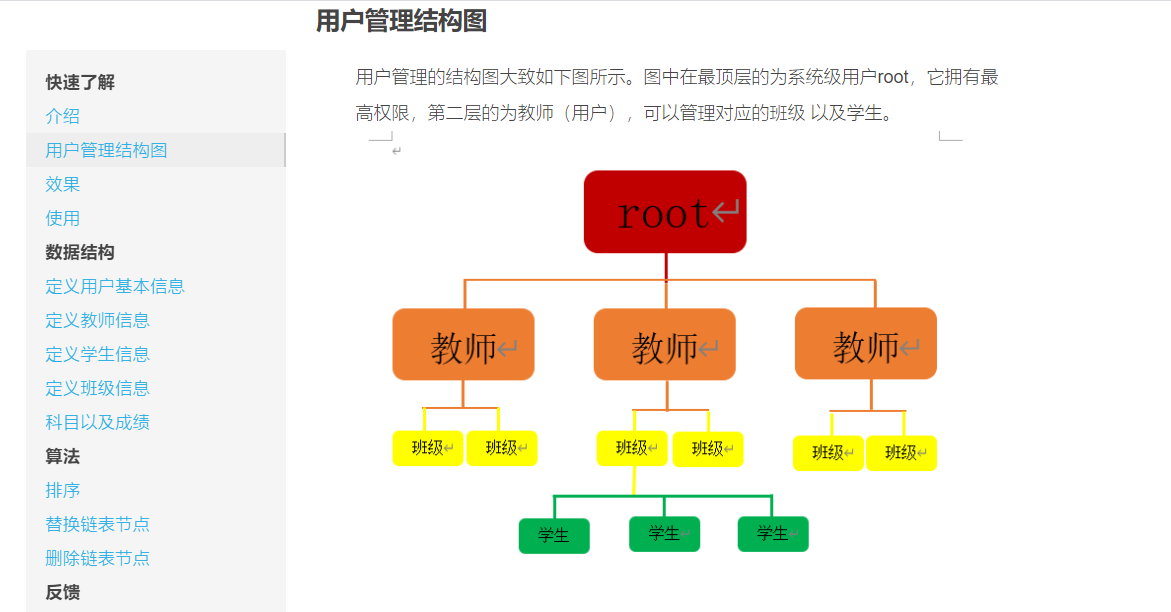 用户管理结构图
快速了解
介绍
用户管理结构图
效果
使用
数据结构
定义用户基本信息
定义教师信息
定义学生信息
定义班级信息
科目以及成绩
算法
排序
替换链表节点
删除链表节点
反馈
用户管理的结构图大致如下图所示。图中在最顶层的为系统级用户root，它拥有最
高权限，第二层的为教师（用户），可以管理对应的班级 以及学生。
↵
root↵
教师↵
教师↵
教师↵
班级↵
班级↵
班级↵
班级↵
班级↵
班级↵
学生
学生↵
学生↵